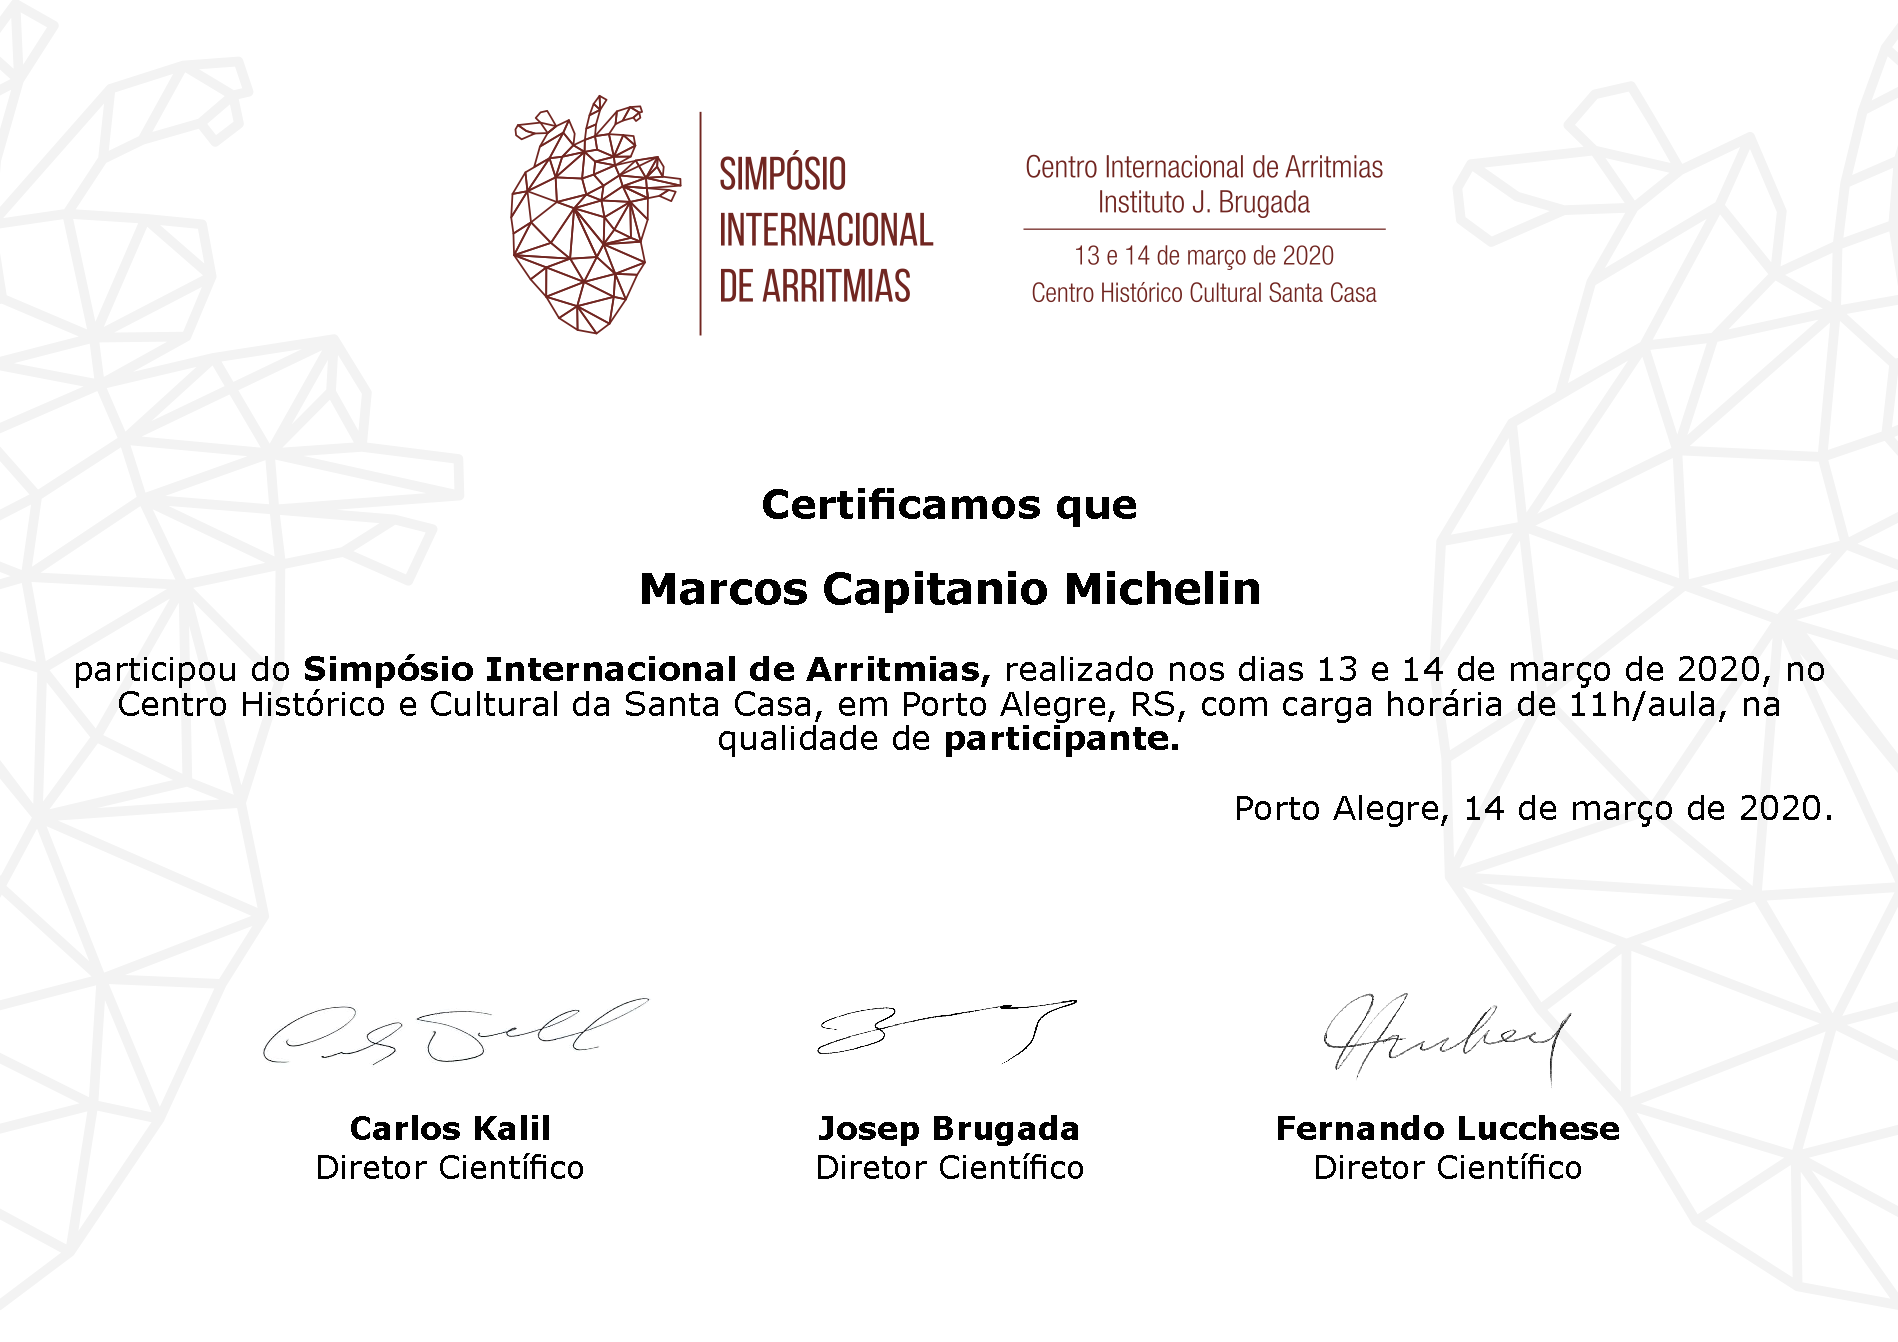 SIMPÓSIO
INTERNACIONAL
DE ARRITMIAS
Centro Internacional de Arritmias
Instituto J. Brugada
13 e 14 de março de 2020
Centro Histórico Cultural Santa Casa
Certificamos que
Marcos Capitanio Michelin
participou do Simpósio Internacional de Arritmias, realizado nos dias 13 e 14 de março de 2020, no
Centro Histórico e Cultural da Santa Casa, em Porto Alegre, RS, com carga horária de 11h/aula, na
qualidade de participante.
Porto Alegre, 14 de março de 2020.
Carlos Kalil
Diretor Científico
Josep Brugada
Diretor Científico
Fernando Lucchese
Diretor Científico